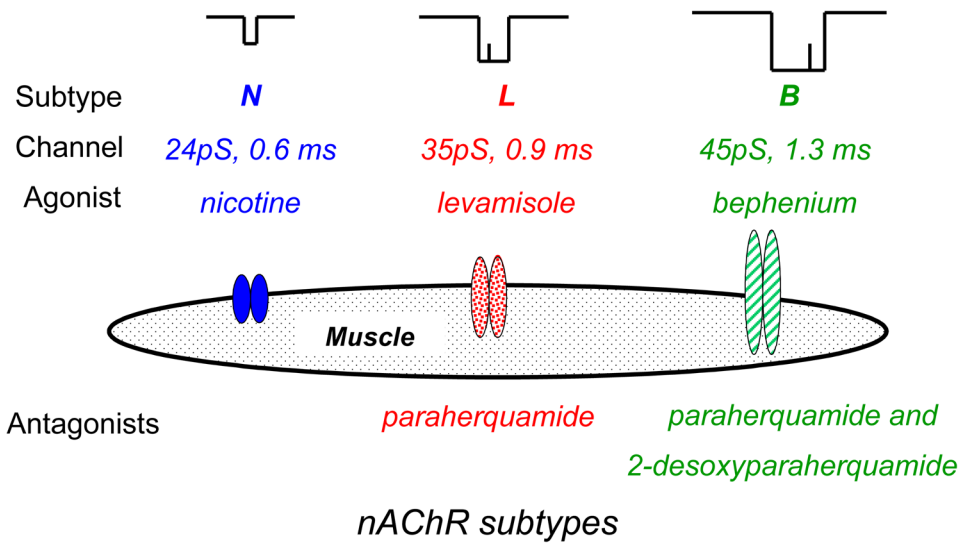 Subtype N L B
Channel 24pS, 0.6 ms 35pS, 0.9 ms 45pS, 1.3 ms
Agonist nicotine levamisole bephenium
Muscle
Antagonists paraherquamide paraherquamide and
2-desoxyparaherquamide
nAChR subtypes